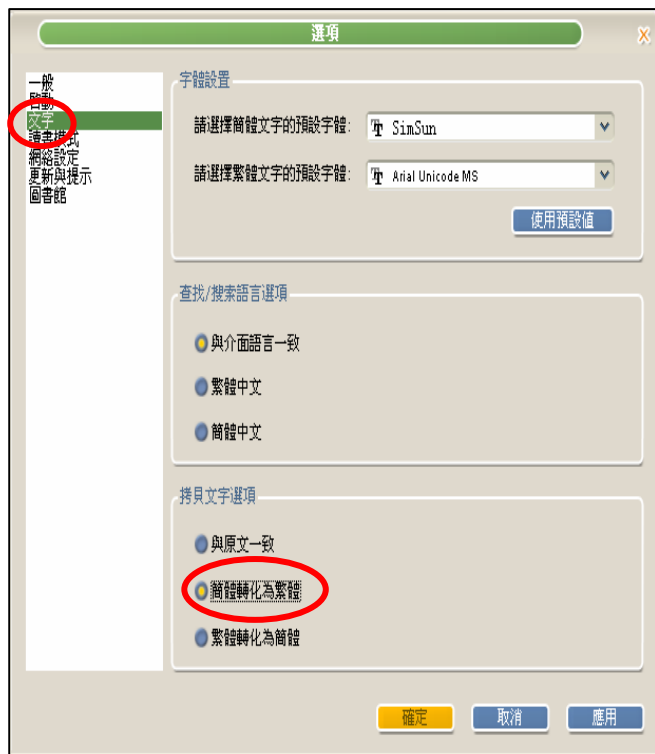 選項
一般
啓動
文字
讀書模式
網絡設定
更新與提示
圖書館
字體設置
請選擇簡體文字的預設字體:
SimSun
請選擇繁體文字的預設字體:
Arial Unicode MS
使用預設值
查找/搜索語言選項
與介面語言一致
繁體中文
簡體中文
拷貝文字選項
與原文一致
簡體轉化為繁體
繁體轉化為簡體
確定
取消
應用